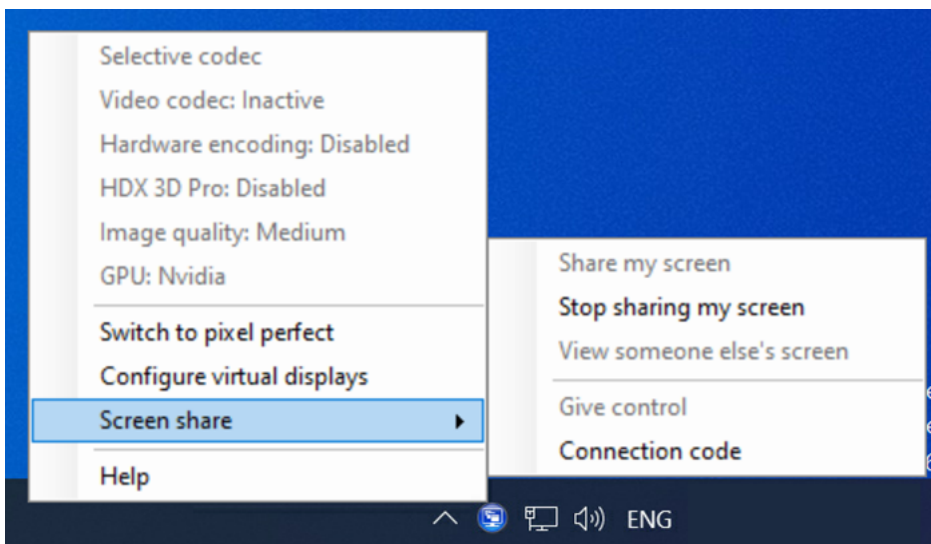 Selective codec
Video codec: Inactive
Hardware encoding: Disabled
HDX 3D Pro: Disabled
Image quality: Medium
GPU: Nvidia
Switch to pixel perfect
Configure virtual displays
Screen share
Help
Share my screen
Stop sharing my screen
View someone else's screen
Give control
Connection code
ENG